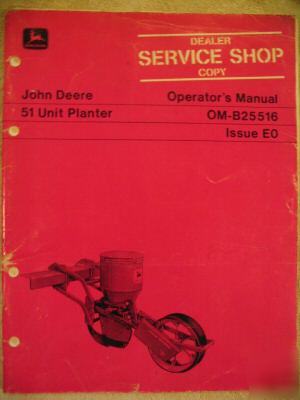 DEALER
SERVICE SHOP
COPY
John Deere
Operator's Manual
51 Unit Planter
OM-B25516
Issue E0